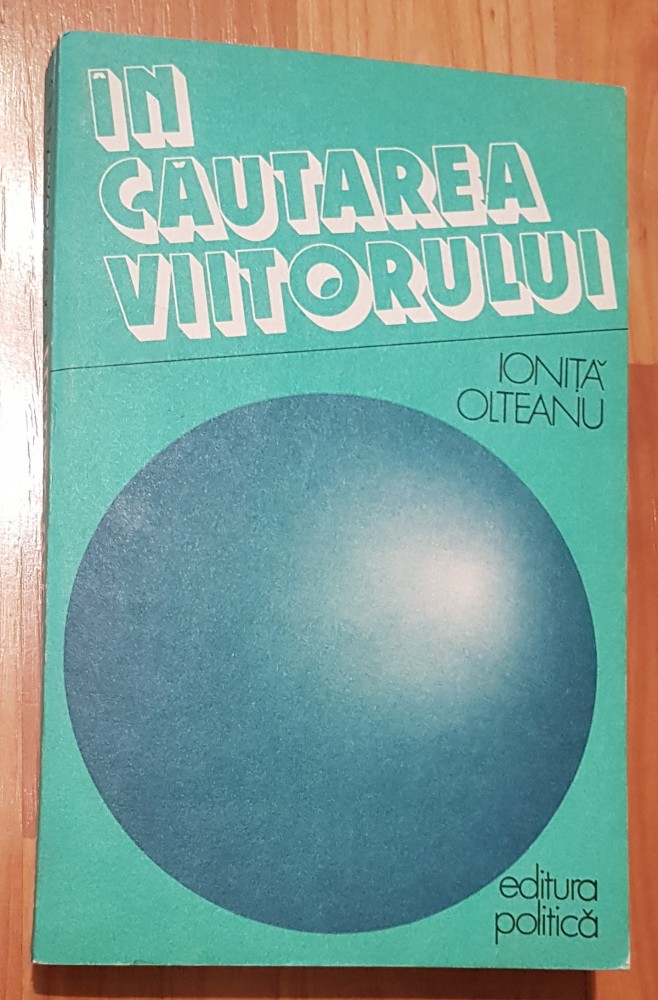 ÎN
CĂUTAREA
VIITORULUI
IONIȚĂ
OLTEANU
editura
politică